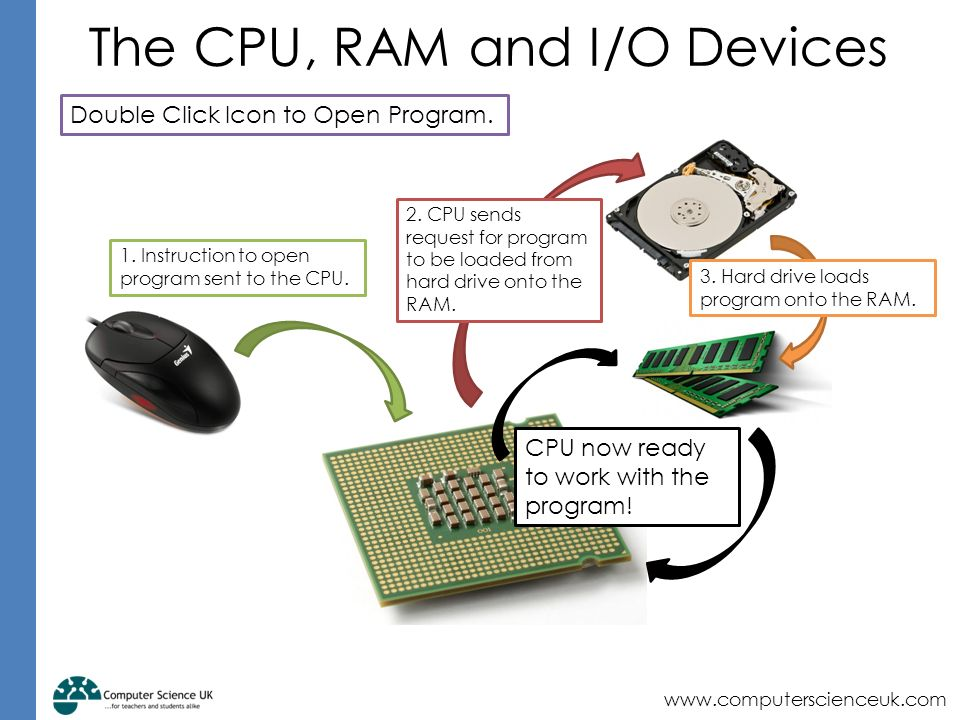 The CPU, RAM and I/O Devices
Double Click Icon to Open Program.
1. Instruction to open
program sent to the CPU.
2. CPU sends
request for program
to be loaded from
hard drive onto the
RAM.
3. Hard drive loads
program onto the RAM.
Genius
CPU now ready
to work with the
program!
Computer Science UK
...for teachers and students alike
www.computerscienceuk.com